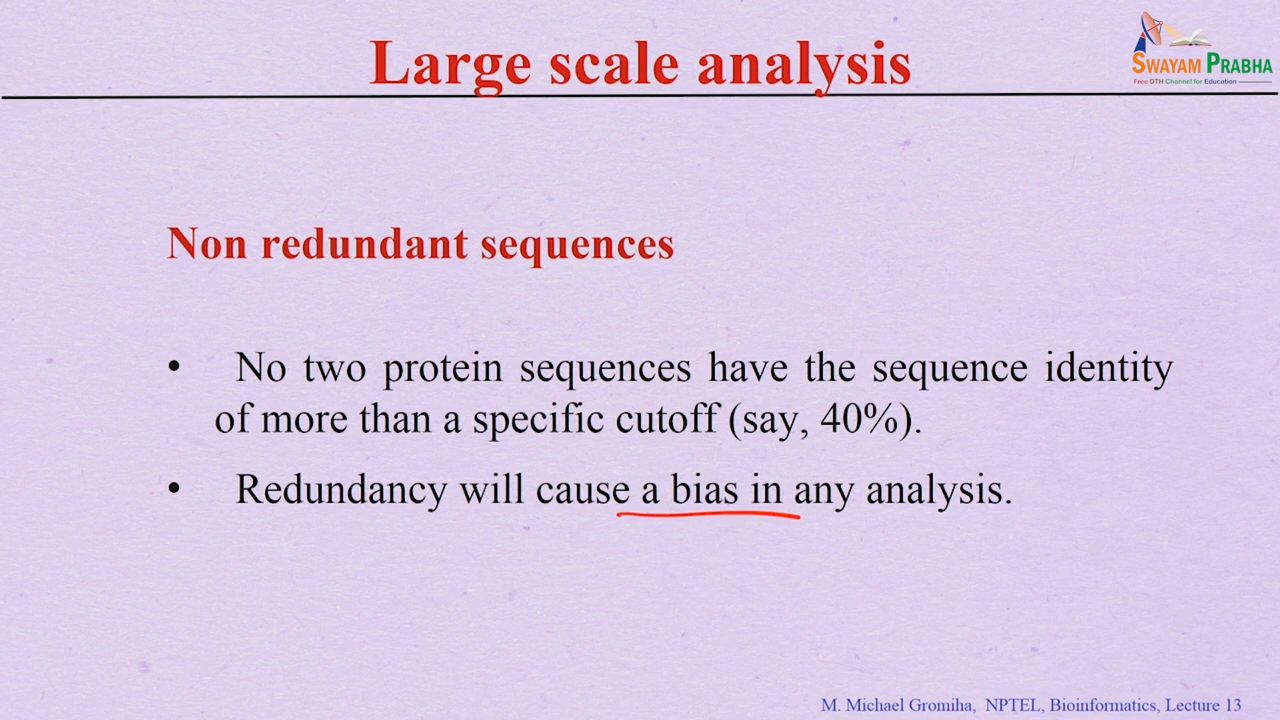 Large scale analysis
SWAYAM PRABHA
Free DTH Channel for Education
Non redundant sequences
• No two protein sequences have the sequence identity
of more than a specific cutoff (say, 40%).
• Redundancy will cause a bias in any analysis.
M. Michael Gromiha, NPTEL, Bioinformatics, Lecture 13